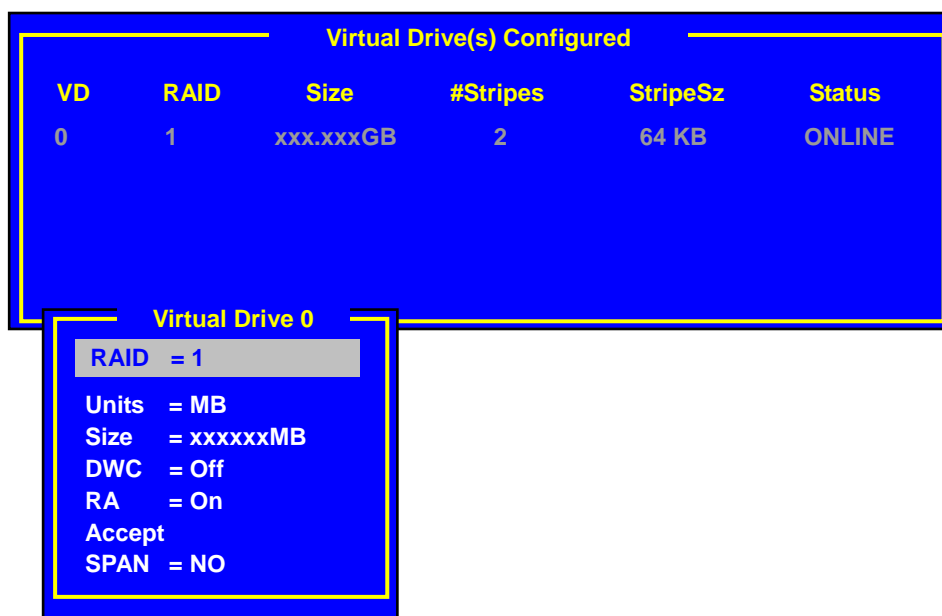 Virtual Drive(s) Configured
VD RAID Size #Stripes StripeSz Status
0 1 xxx.xxxGB 2 64 KB ONLINE
Virtual Drive 0
RAID = 1
Units = MB
Size = xxxxxxMB
DWC = Off
RA = On
Accept
SPAN = NO